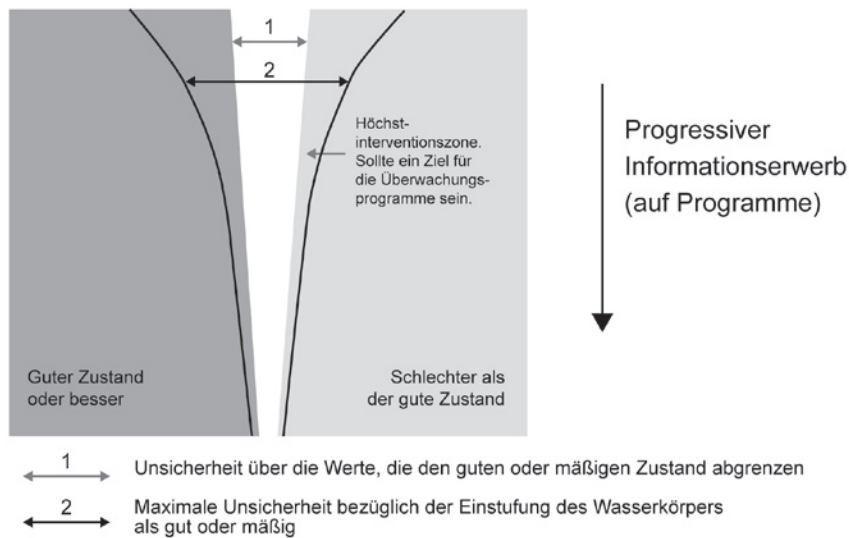 1
2
Höchst-
interventionszone.
Sollte ein Ziel für
die Überwachungs-
programme sein.
Progressiver
Informationserwerb
(auf Programme)
Guter Zustand
oder besser
Schlechter als
der gute Zustand
1 Unsicherheit über die Werte, die den guten oder mäßigen Zustand abgrenzen
2 Maximale Unsicherheit bezüglich der Einstufung des Wasserkörpers
als gut oder mäßig